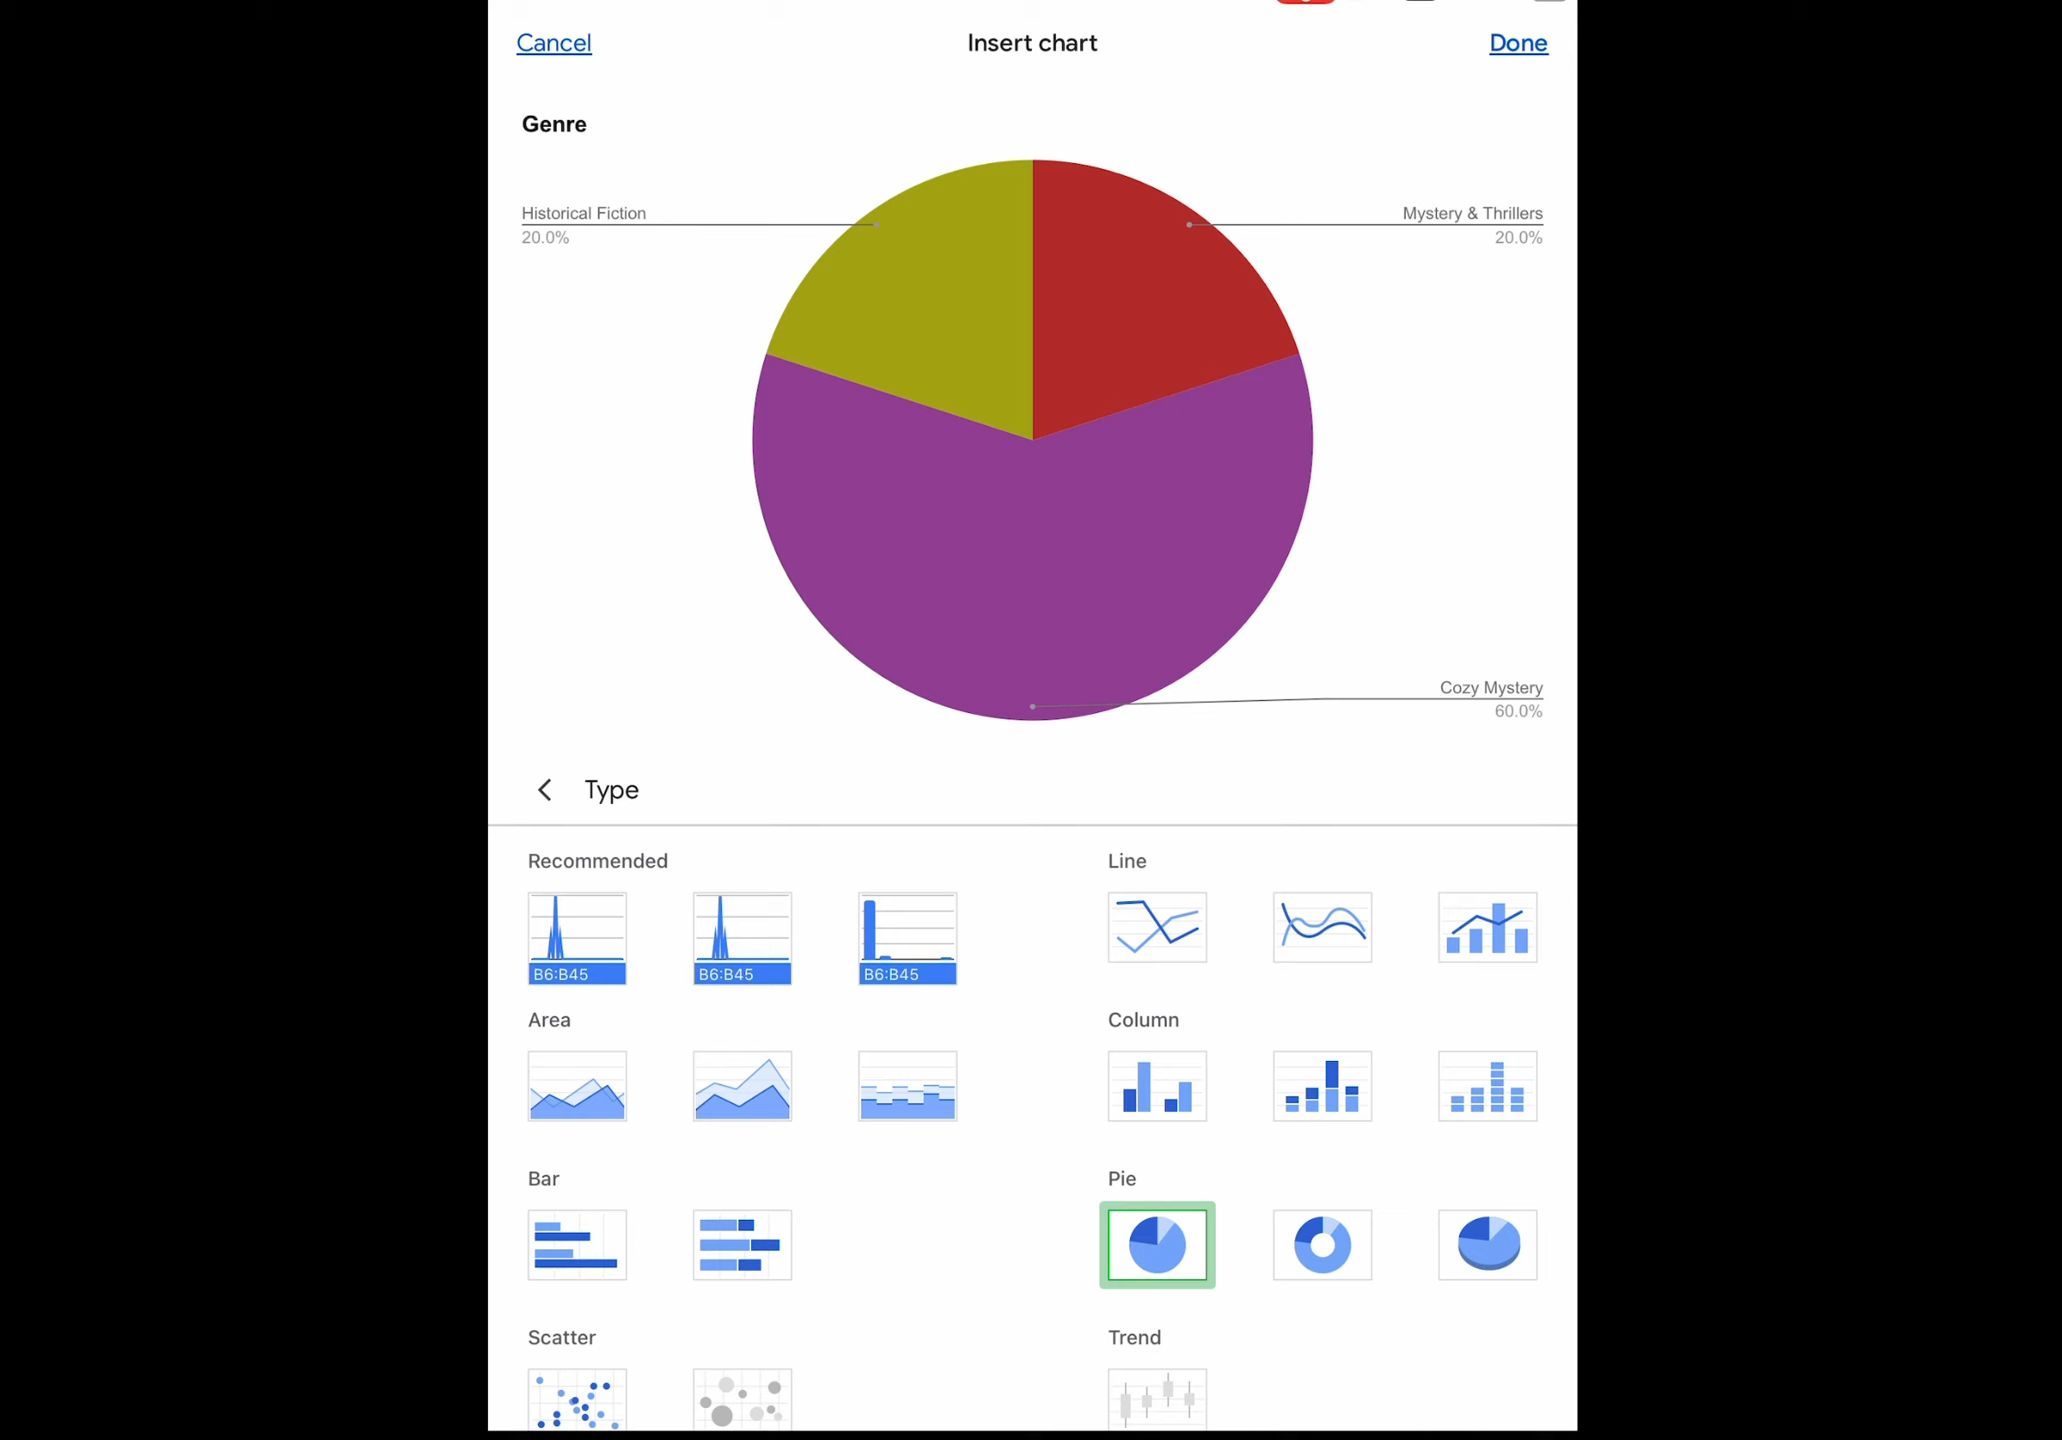 Cancel
Insert chart
Done
Genre
Historical Fiction
20.0%
Mystery & Thrillers
20.0%
Cozy Mystery
60.0%
Type
Recommended
Line
B6:B45
B6:B45
B6:B45
Area
Column
Bar
Pie
Scatter
Trend